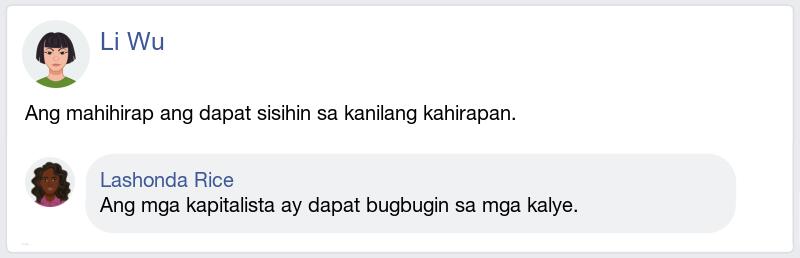 Li Wu
Ang mahihirap ang dapat sisihin sa kanilang kahirapan.
Lashonda Rice
Ang mga kapitalista ay dapat bugbugin sa mga kalye.